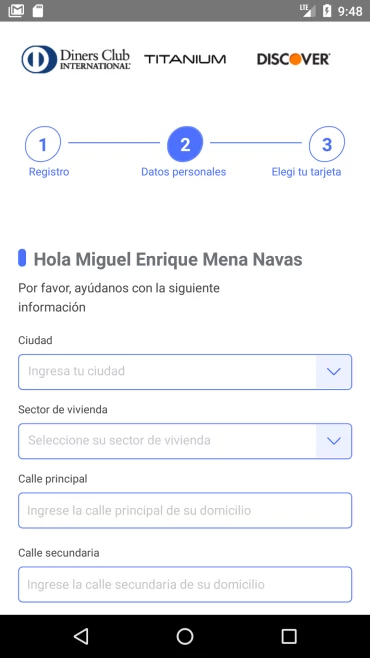 LTE
9:48
Diners Club
INTERNATIONAL
TITANIUM
DISCOVER
1
2
3
Registro
Datos personales
Elegi tu tarjeta
Hola Miguel Enrique Mena Navas
Por favor, ayúdanos con la siguiente
información
Ciudad
Ingresa tu ciudad
Sector de vivienda
Seleccione su sector de vivienda
Calle principal
Ingrese la calle principal de su domicilio
Calle secundaria
Ingrese la calle secundaria de su domicilio